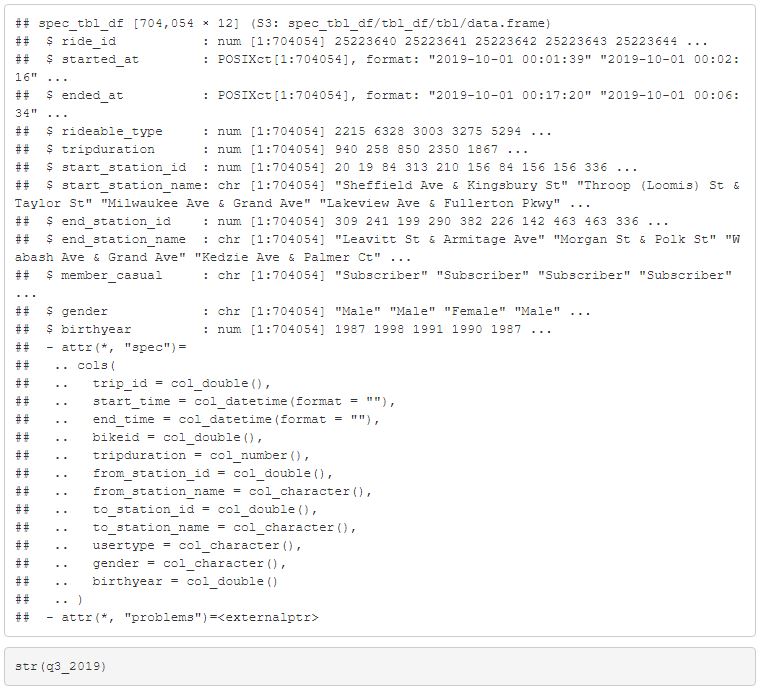 ## spec_tbl_df [704,054 × 12] (S3: spec_tbl_df/tbl_df/tbl/data.frame)
##  $ ride_id           : num [1:704054] 25223640 25223641 25223642 25223643 25223644 ...
##  $ started_at        : POSIXct[1:704054], format: "2019-10-01 00:01:39" "2019-10-01 00:02:
16" ...
##  $ ended_at          : POSIXct[1:704054], format: "2019-10-01 00:17:20" "2019-10-01 00:06:
34" ...
##  $ rideable_type     : num [1:704054] 2215 6328 3003 3275 5294 ...
##  $ tripduration      : num [1:704054] 940 258 850 2350 1867 ...
##  $ start_station_id  : num [1:704054] 20 19 84 313 210 156 84 156 156 336 ...
##  $ start_station_name: chr [1:704054] "Sheffield Ave & Kingsbury St" "Throop (Loomis) St &
Taylor St" "Milwaukee Ave & Grand Ave" "Lakeview Ave & Fullerton Pkwy" ...
##  $ end_station_id    : num [1:704054] 309 241 199 290 382 226 142 463 463 336 ...
##  $ end_station_name  : chr [1:704054] "Leavitt St & Armitage Ave" "Morgan St & Polk St" "W
abash Ave & Grand Ave" "Kedzie Ave & Palmer Ct" ...
##  $ member_casual     : chr [1:704054] "Subscriber" "Subscriber" "Subscriber" "Subscriber"
...
##  $ gender            : chr [1:704054] "Male" "Male" "Female" "Male" ...
##  $ birthyear         : num [1:704054] 1987 1998 1991 1990 1987 ...
##  - attr(*, "spec")=
##   .. cols(
##   ..   trip_id = col_double(),
##   ..   start_time = col_datetime(format = ""),
##   ..   end_time = col_datetime(format = ""),
##   ..   bikeid = col_double(),
##   ..   tripduration = col_number(),
##   ..   from_station_id = col_double(),
##   ..   from_station_name = col_character(),
##   ..   to_station_id = col_double(),
##   ..   to_station_name = col_character(),
##   ..   usertype = col_character(),
##   ..   gender = col_character(),
##   ..   birthyear = col_double()
##   .. )
##  - attr(*, "problems")=<externalptr>
str(q3_2019)